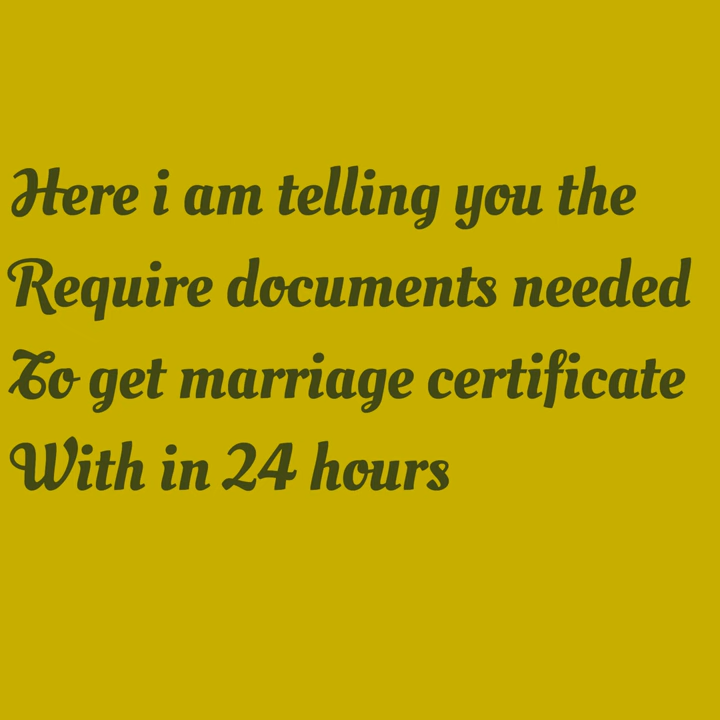 Here i am telling you the
Require documents needed
To get marriage certificate
With in 24 hours